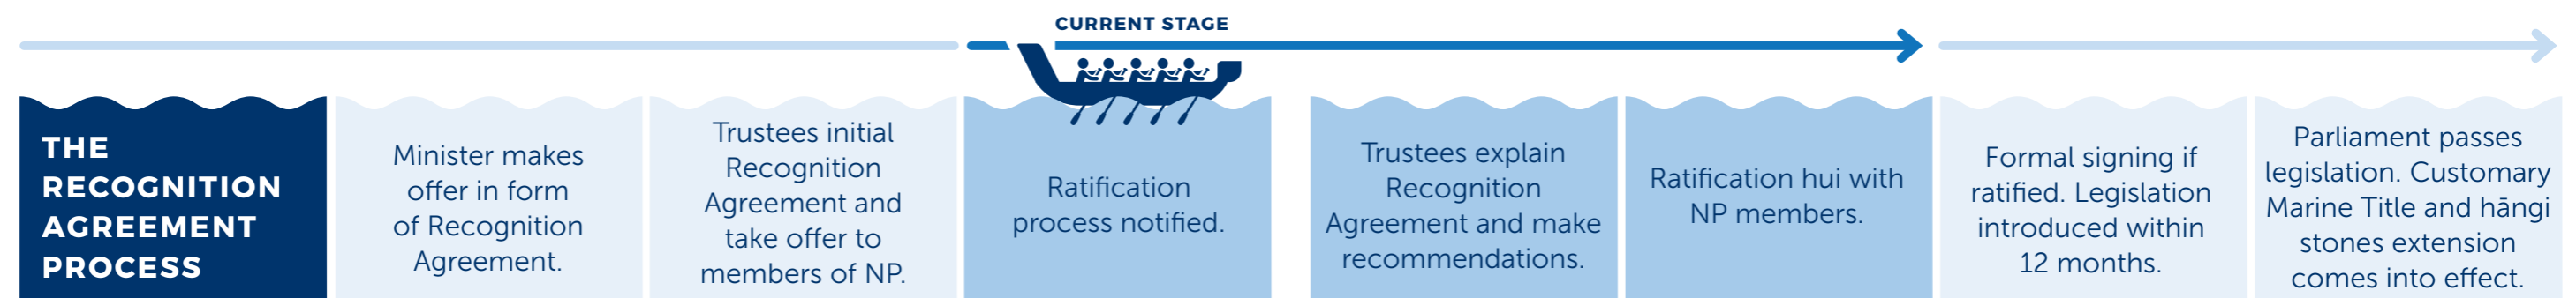 CURRENT STAGE
THE
RECOGNITION
AGREEMENT
PROCESS
Minister makes
offer in form
of Recognition
Agreement.
Trustees initial
Recognition
Agreement and
take offer to
members of NP.
Ratification
process notified.
Trustees explain
Recognition
Agreement and make
recommendations.
Ratification hui with
NP members.
Formal signing if
ratified. Legislation
introduced within
12 months.
Parliament passes
legislation. Customary
Marine Title and hāngi
stones extension
comes into effect.